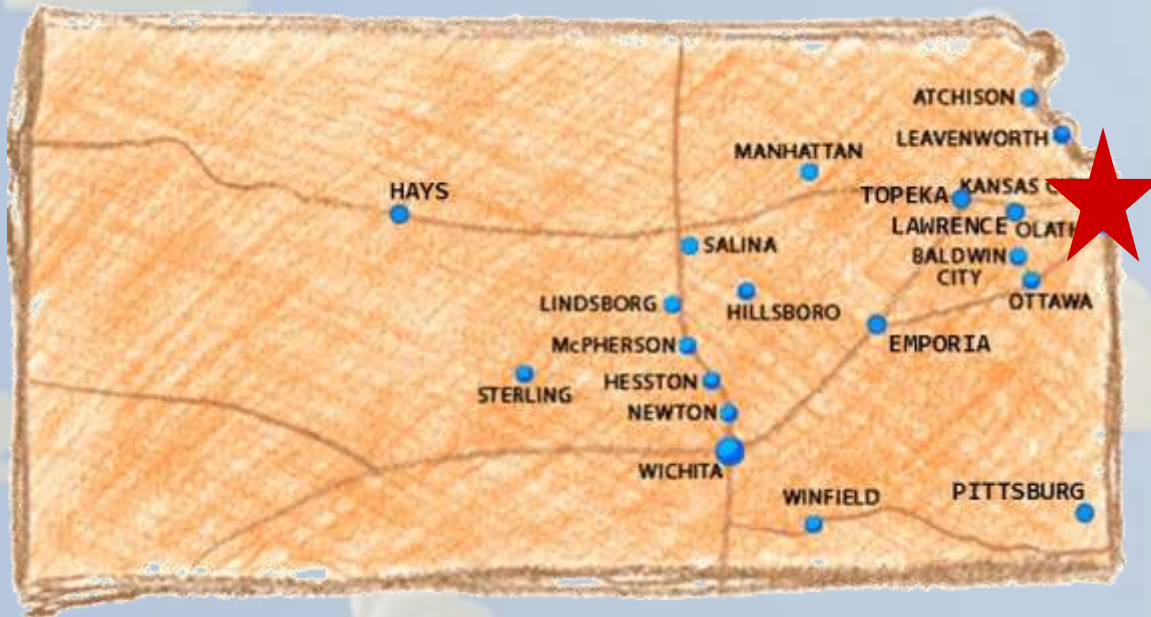 ATCHISON
LEAVENWORTH
MANHATTAN
HAYS
TOPEKA
KANSAS
LAWRENCE
SALINA
BALDWIN
CITY
LINDSBORG
HILLSBORO
OTTAWA
McPHERSON
EMPORIA
STERLING
HESSTON
NEWTON
WICHITA
WINFIELD
PITTSBURG